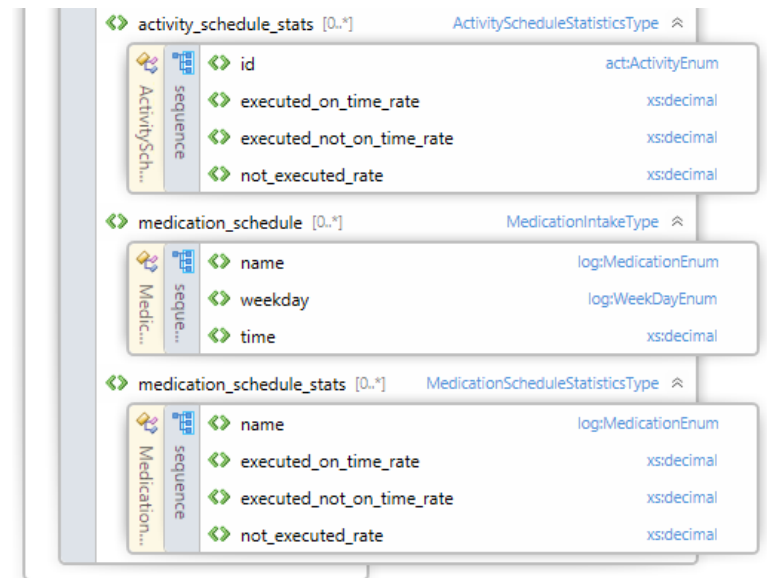 activity_schedule_stats [0..*] ActivityScheduleStatisticsType
ActivitySch...
sequence
id act:ActivityEnum
executed_on_time_rate xs:decimal
executed_not_on_time_rate xs:decimal
not_executed_rate xs:decimal
medication_schedule [0..*] MedicationIntakeType
Medic...
seque...
name log:MedicationEnum
weekday log:WeekDayEnum
time xs:decimal
medication_schedule_stats [0..*] MedicationScheduleStatisticsType
Medication...
sequence
name log:MedicationEnum
executed_on_time_rate xs:decimal
executed_not_on_time_rate xs:decimal
not_executed_rate xs:decimal